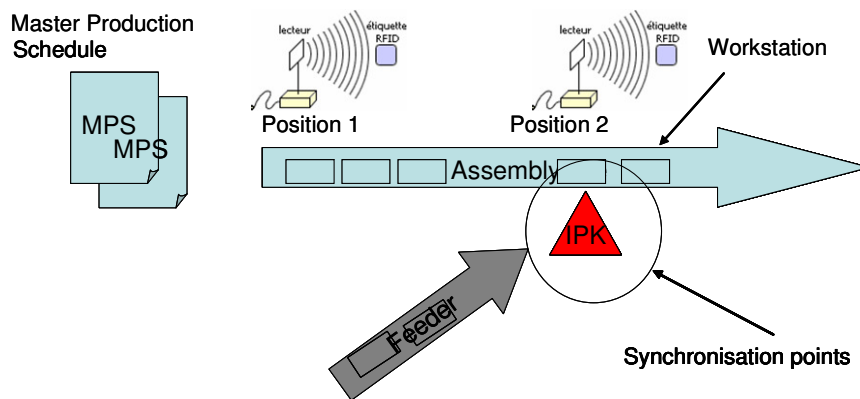 Master Production
Schedule
MPS
MPS
lecteur
étiquette
RFID
Position 1
lecteur
étiquette
RFID
Position 2
Workstation
Assembly
IPK
Feeder
Synchronisation points